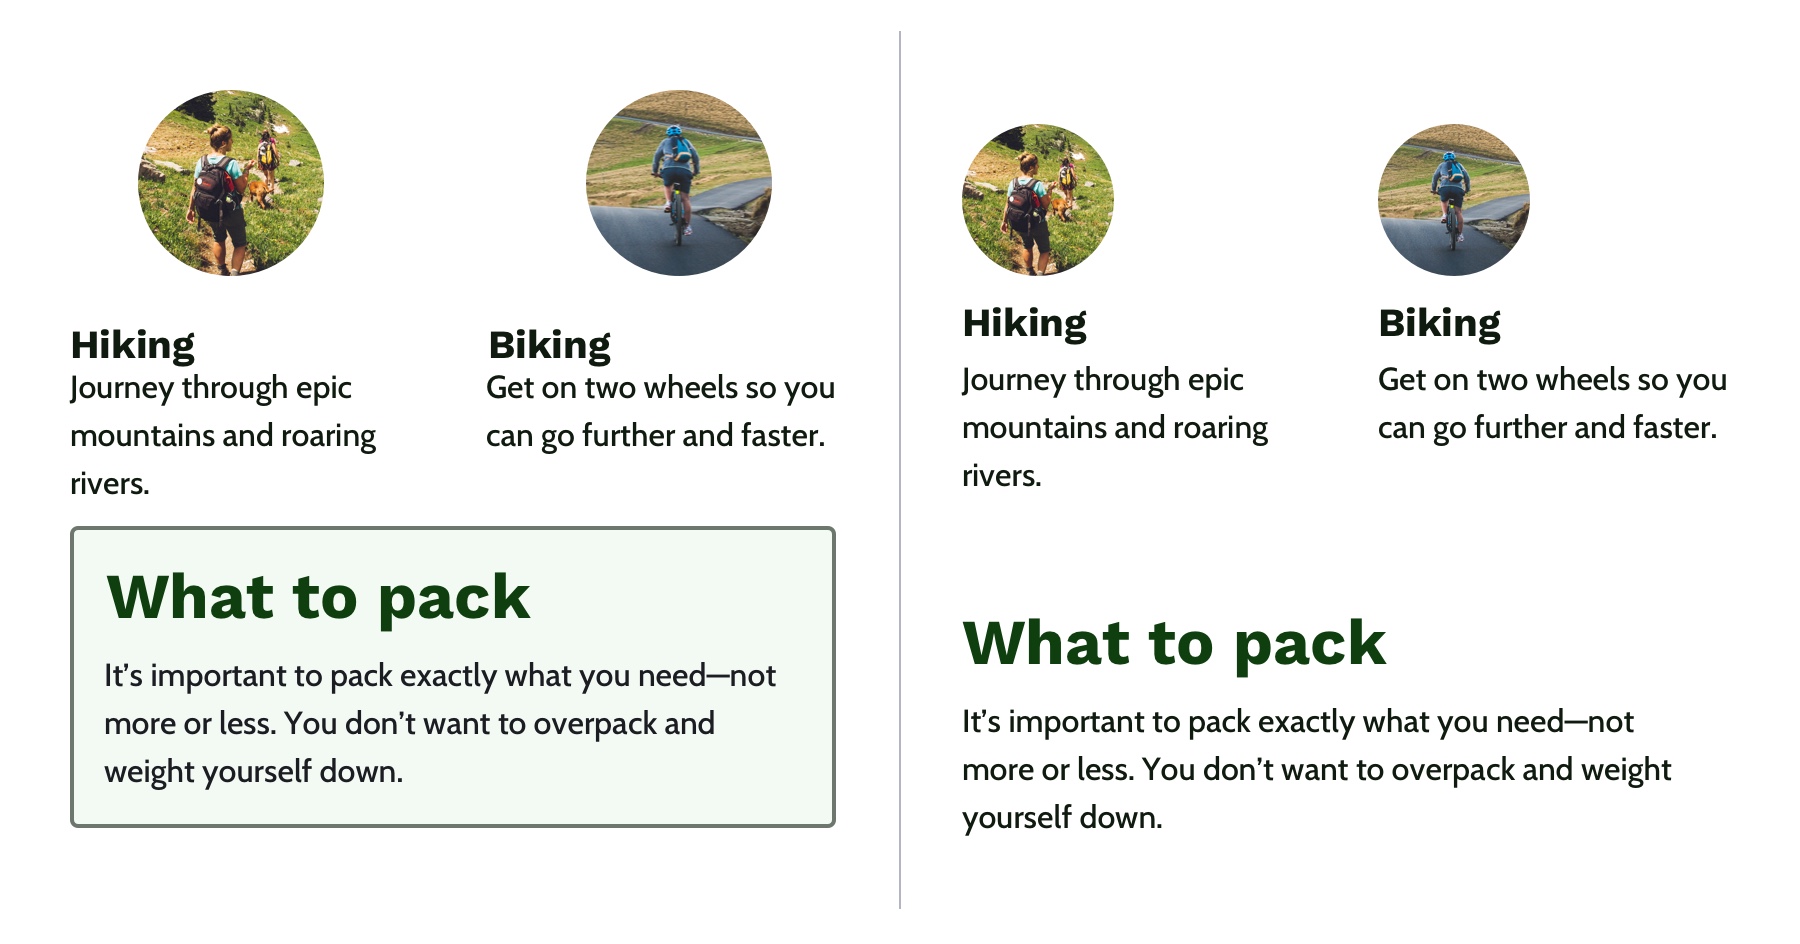 Hiking
Journey through epic
mountains and roaring
rivers.
Biking
Get on two wheels so you
can go further and faster.
What to pack
It’s important to pack exactly what you need—not
more or less. You don’t want to overpack and
weight yourself down.
Hiking
Journey through epic
mountains and roaring
rivers.
Biking
Get on two wheels so you
can go further and faster.
What to pack
It’s important to pack exactly what you need—not
more or less. You don’t want to overpack and weight
yourself down.